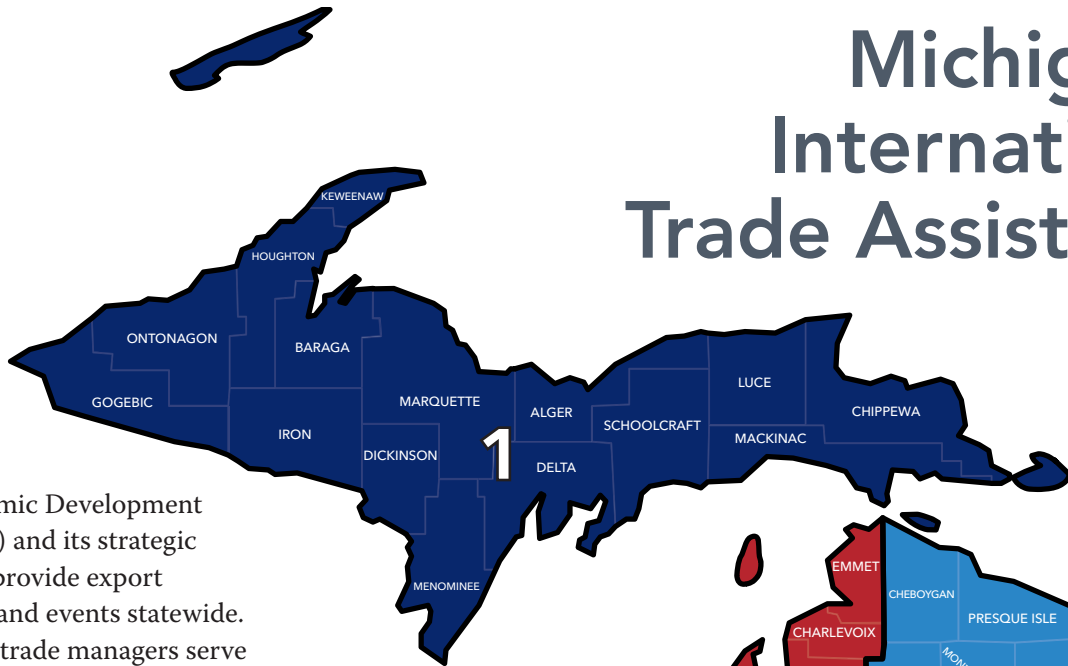 Michig
Internati
Trade Assist
KEWEENAW
HOUGHTON
ONTONAGON
BARAGA
GOGEBIC
MARQUETTE
IRON
DICKINSON
1
ALGER
DELTA
SCHOOLCRAFT
LUCE
MACKINAC
CHIPPEWA
MENOMINEE
mic Development
) and its strategic
provide export
and events statewide.
trade managers serve
EMMET
CHEBOYGAN
PRESQUE ISLE
CHARLEVOIX